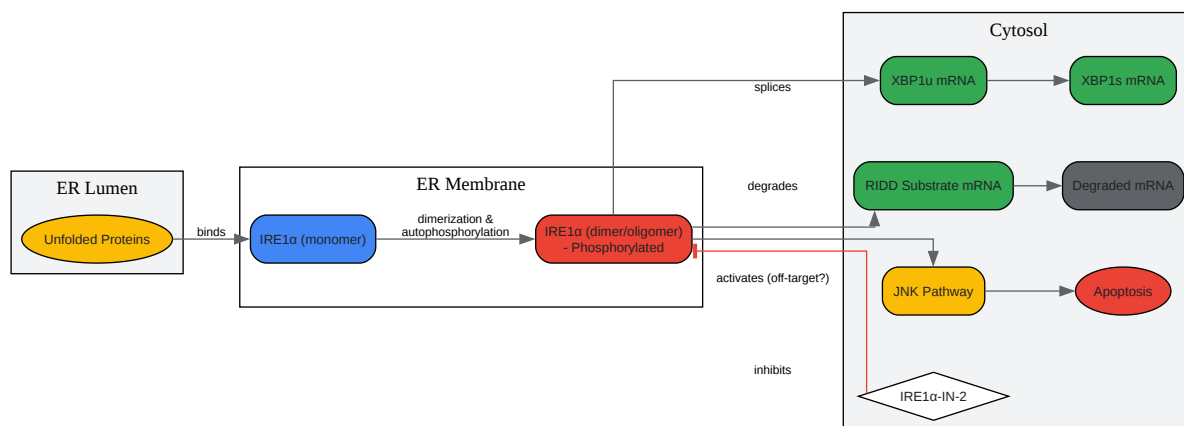 Cytosol
XBP1u mRNA
XBP1s mRNA
splices
ER Lumen
ER Membrane
degrades
RIDD Substrate mRNA
Degraded mRNA
Unfolded Proteins
binds
IRE1α (monomer)
dimerization &
autophosphorylation
IRE1α (dimer/oligomer)
- Phosphorylated
activates (off-target?)
JNK Pathway
Apoptosis
inhibits
IRE1α-IN-2